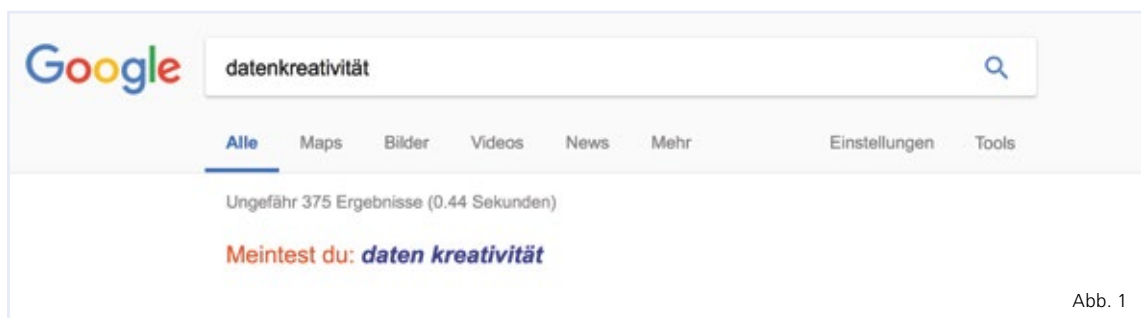 Google datenkreativität
Alle Maps Bilder Videos News Mehr Einstellungen Tools
Ungefähr 375 Ergebnisse (0.44 Sekunden)
Meintest du: daten kreativität
Abb. 1